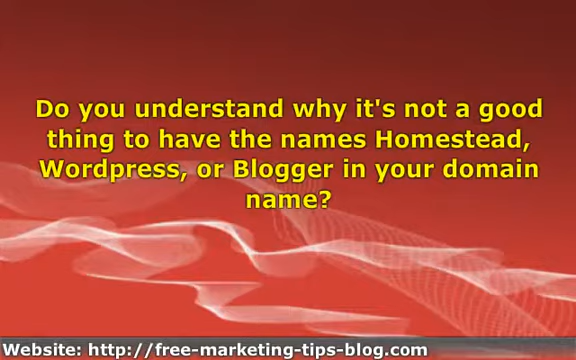 Do you understand why it's not a good
thing to have the names Homestead,
Wordpress, or Blogger in your domain
name?
Website: http://free-marketing-tips-blog.com